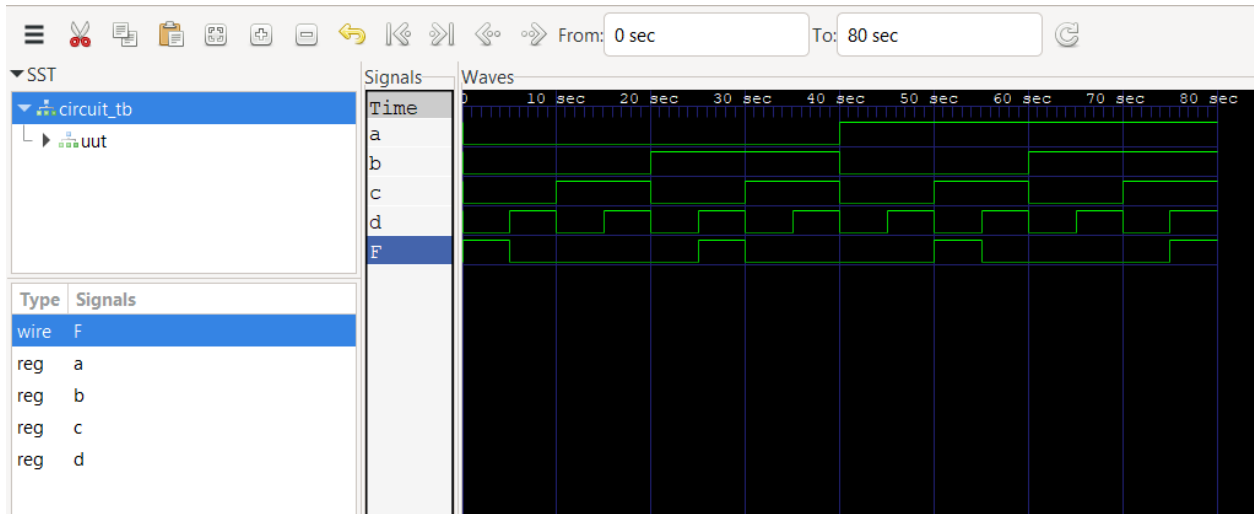 From: 0 sec To: 80 sec
SST
circuit_tb
uut
Type Signals
wire F
reg a
reg b
reg c
reg d
Signals
Time
a
b
c
d
F
Waves
0 10 sec 20 sec 30 sec 40 sec 50 sec 60 sec 70 sec 80 sec